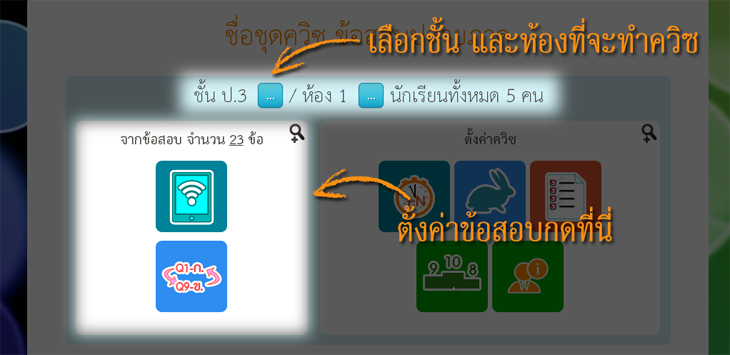 ชื่อชุดควิซ ข้อสอบ
เลือกชั้น และห้องที่จะทำควิซ
ชั้น ป.3 ... / ห้อง 1 ... นักเรียนทั้งหมด 5 คน
จากข้อสอบ จำนวน 23 ข้อ
ตั้งค่าควิซ
ON
ตั้งค่าข้อสอบกดที่นี่
Q1-ก.
Q9-ข.
9 10 8
i